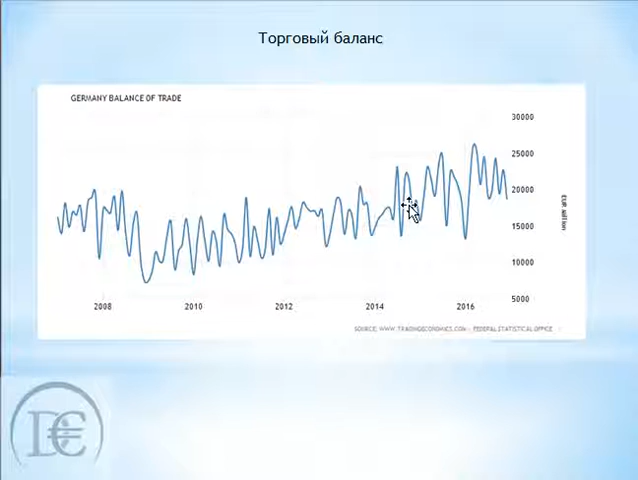 Торговый баланс
GERMANY BALANCE OF TRADE
30000
25000
20000
15000
10000
5000
EUR Million
2008 2010 2012 2014 2016
SOURCE: WWW.TRADINGECONOMICS.COM - FEDERAL STATISTICAL OFFICE
D€